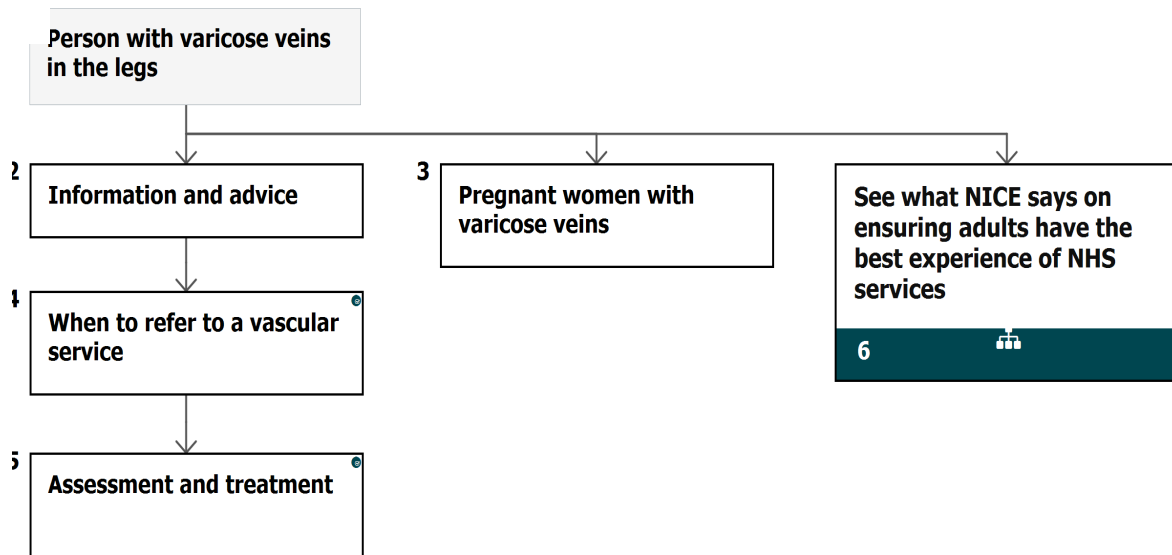 Person with varicose veins
in the legs
2
Information and advice
3
Pregnant women with
varicose veins
See what NICE says on
ensuring adults have the
best experience of NHS
services
6
4
When to refer to a vascular
service
5
Assessment and treatment